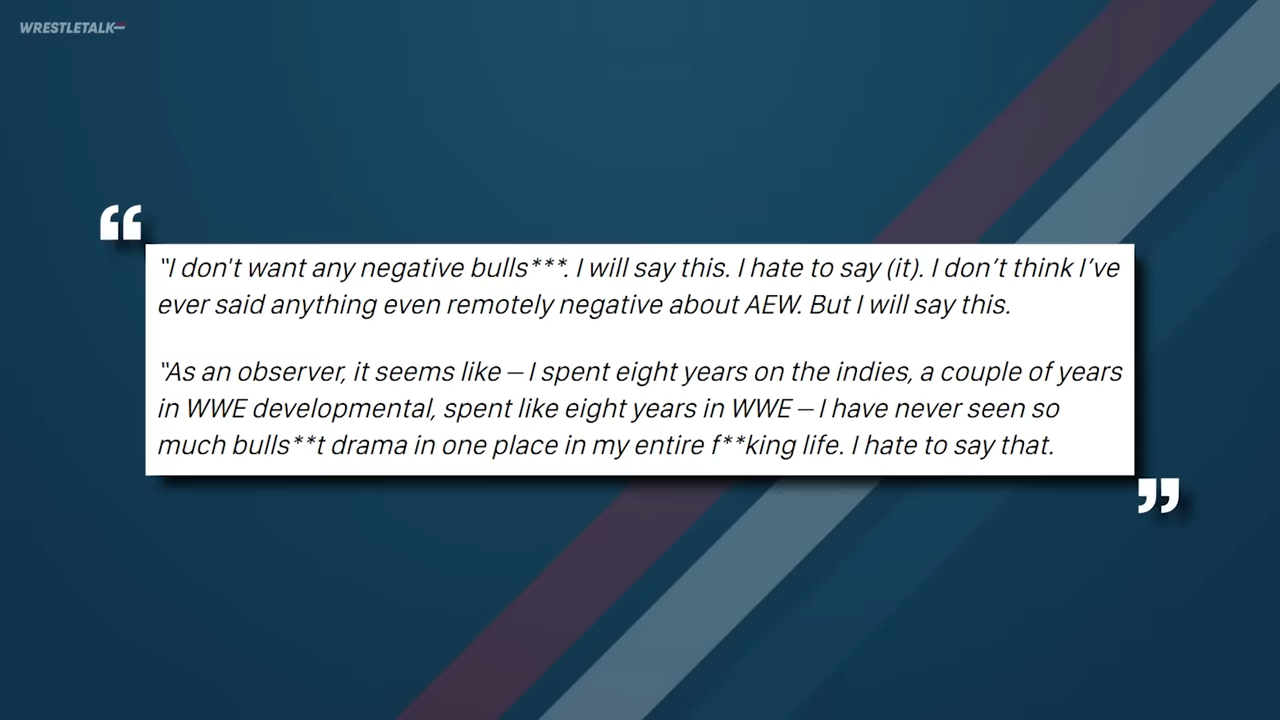 WRESTLETALK
“
“I don't want any negative bulls***. I will say this. I hate to say (it). I don’t think I’ve
ever said anything even remotely negative about AEW. But I will say this.
“As an observer, it seems like – I spent eight years on the indies, a couple of years
in WWE developmental, spent like eight years in WWE – I have never seen so
much bulls**t drama in one place in my entire f**king life. I hate to say that.
”